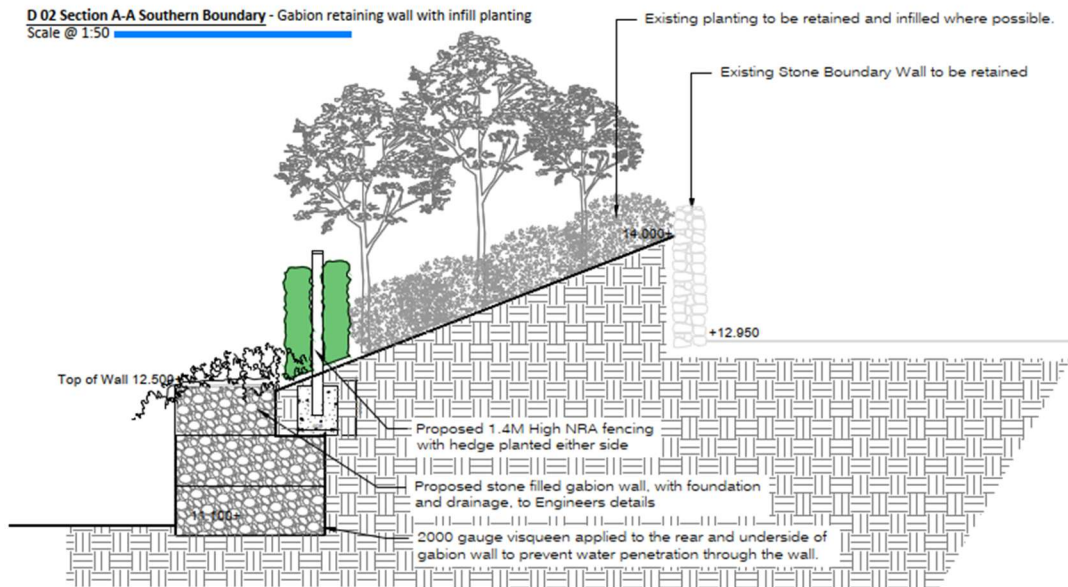 D 02 Section A-A Southern Boundary - Gabion retaining wall with infill planting
Scale @ 1:50
Existing planting to be retained and infilled where possible.
Existing Stone Boundary Wall to be retained
14.000+
+12.950
Top of Wall 12.500+
Proposed 1.4M High NRA fencing
with hedge planted either side
Proposed stone filled gabion wall, with foundation
and drainage, to Engineers details
11.100+
2000 gauge visqueen applied to the rear and underside of
gabion wall to prevent water penetration through the wall.